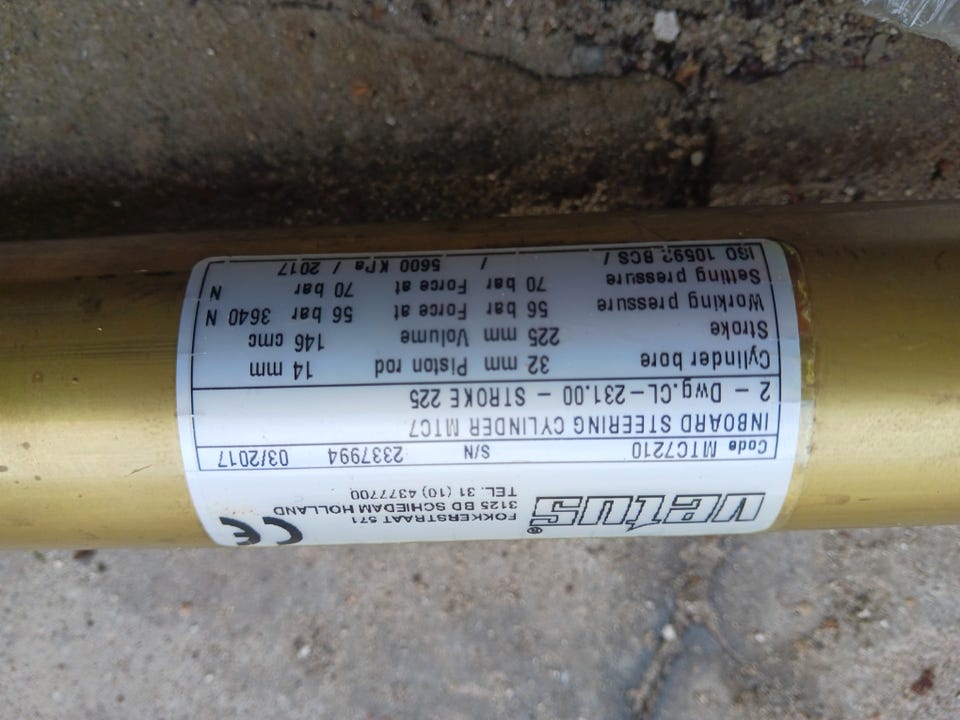 vetus®
FOKKERSTRAAT 571
3125 BD SCHIEDAM HOLLAND
TEL. 31 (10) 4377700
CE
Code MTC7210 S/N 2337994 03/2017
INBOARD STEERING CYLINDER MTC7
2 – Dwg.CL–231.00 – STROKE 225
Cylinder bore 32 mm Piston rod 14 mm
Stroke 225 mm Volume 146 cmc
Working pressure 56 bar Force at 56 bar 3640 N
Setting pressure 70 bar Force at 70 bar N
ISO 10592 BCS / / 5600 KPa / 2017